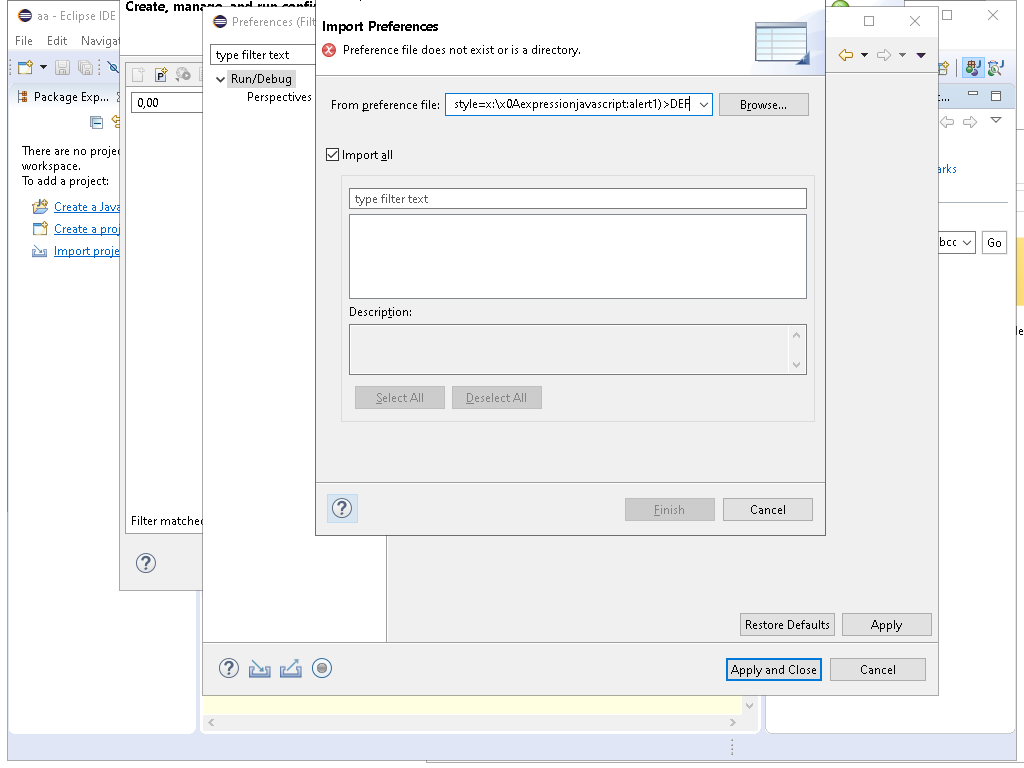 aa - Eclipse IDE
Create, manage, and run confi
Preferences (Filt
Import Preferences
Preference file does not exist or is a directory.
File Edit Navigat
type filter text
Run/Debug
Perspectives
Package Exp...
0,00
From preference file:
style=x:\x0Aexpressionjavascript:alert1)>DEF
Browse...
Import all
There are no projec
workspace.
To add a project:
Create a Java
Create a proj
Import proje
type filter text
arks
Go
Description:
Select All
Deselect All
Finish
Cancel
Filter matched
Restore Defaults
Apply
Apply and Close
Cancel